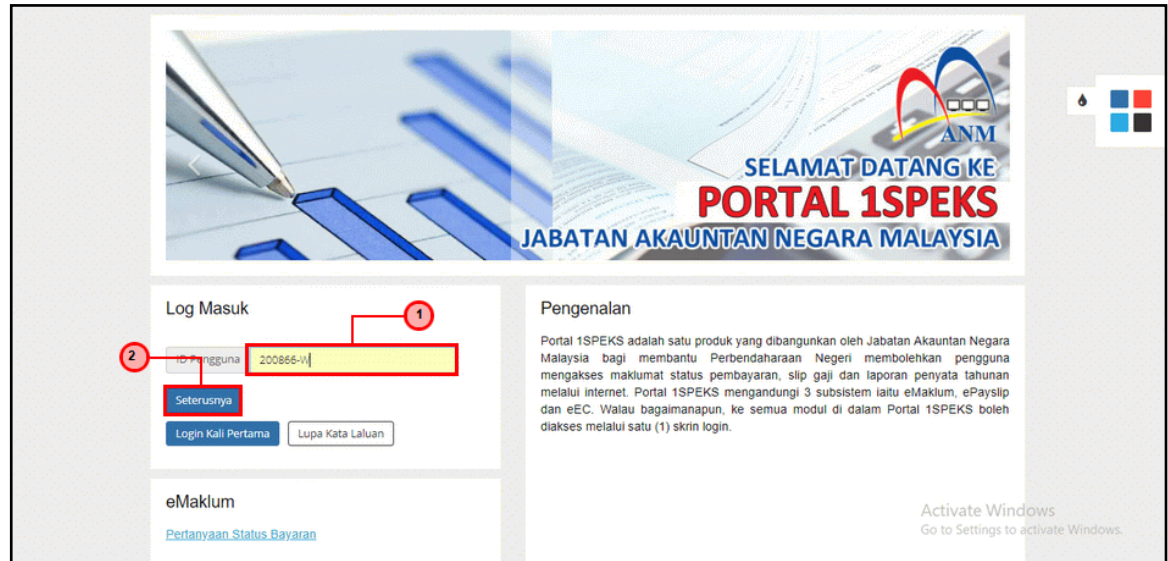 ANM
SELAMAT DATANG KE
PORTAL 1SPEKS
JABATAN AKAUNTAN NEGARA MALAYSIA
Log Masuk
1
2
ID Pengguna
200866-W
Seterusnya
Login Kali Pertama
Lupa Kata Laluan
eMaklum
Pertanyaan Status Bayaran
Pengenalan
Portal 1SPEKS adalah satu produk yang dibangunkan oleh Jabatan Akauntan Negara
Malaysia bagi membantu Perbendaharaan Negeri membolehkan pengguna
mengakses maklumat status pembayaran, slip gaji dan laporan penyata tahunan
melalui internet. Portal 1SPEKS mengandungi 3 subsistem iaitu eMaklum, ePayslip
dan eEC. Walau bagaimanapun, ke semua modul di dalam Portal 1SPEKS boleh
diakses melalui satu (1) skrin login.
Activate Windows
Go to Settings to activate Windows.